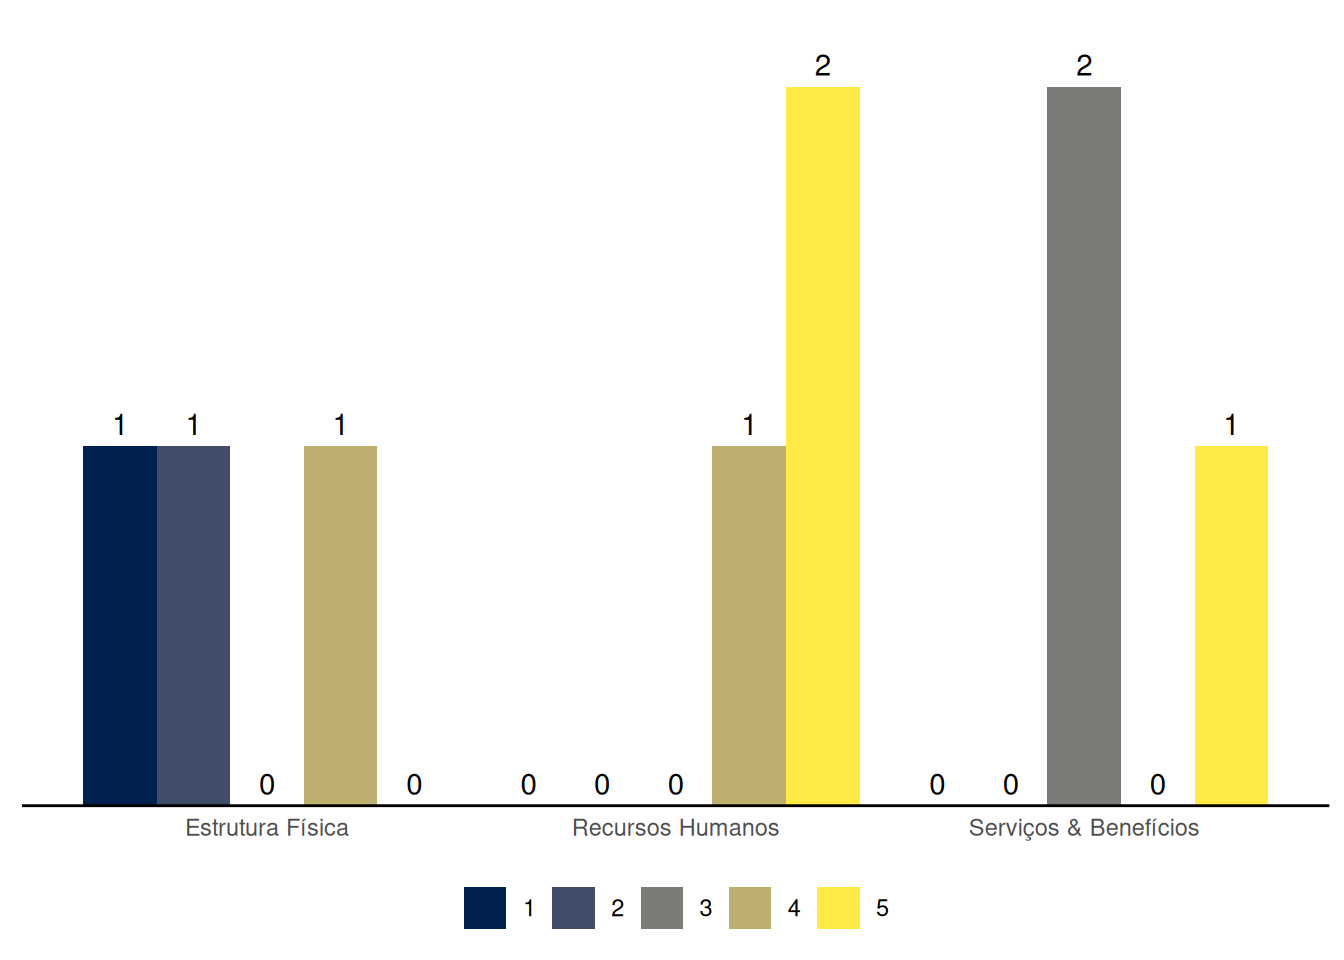 2 2
1 1 1 1 1
0 0 0 0 0 0 0 0
Estrutura Física Recursos Humanos Serviços & Benefícios
1 2 3 4 5